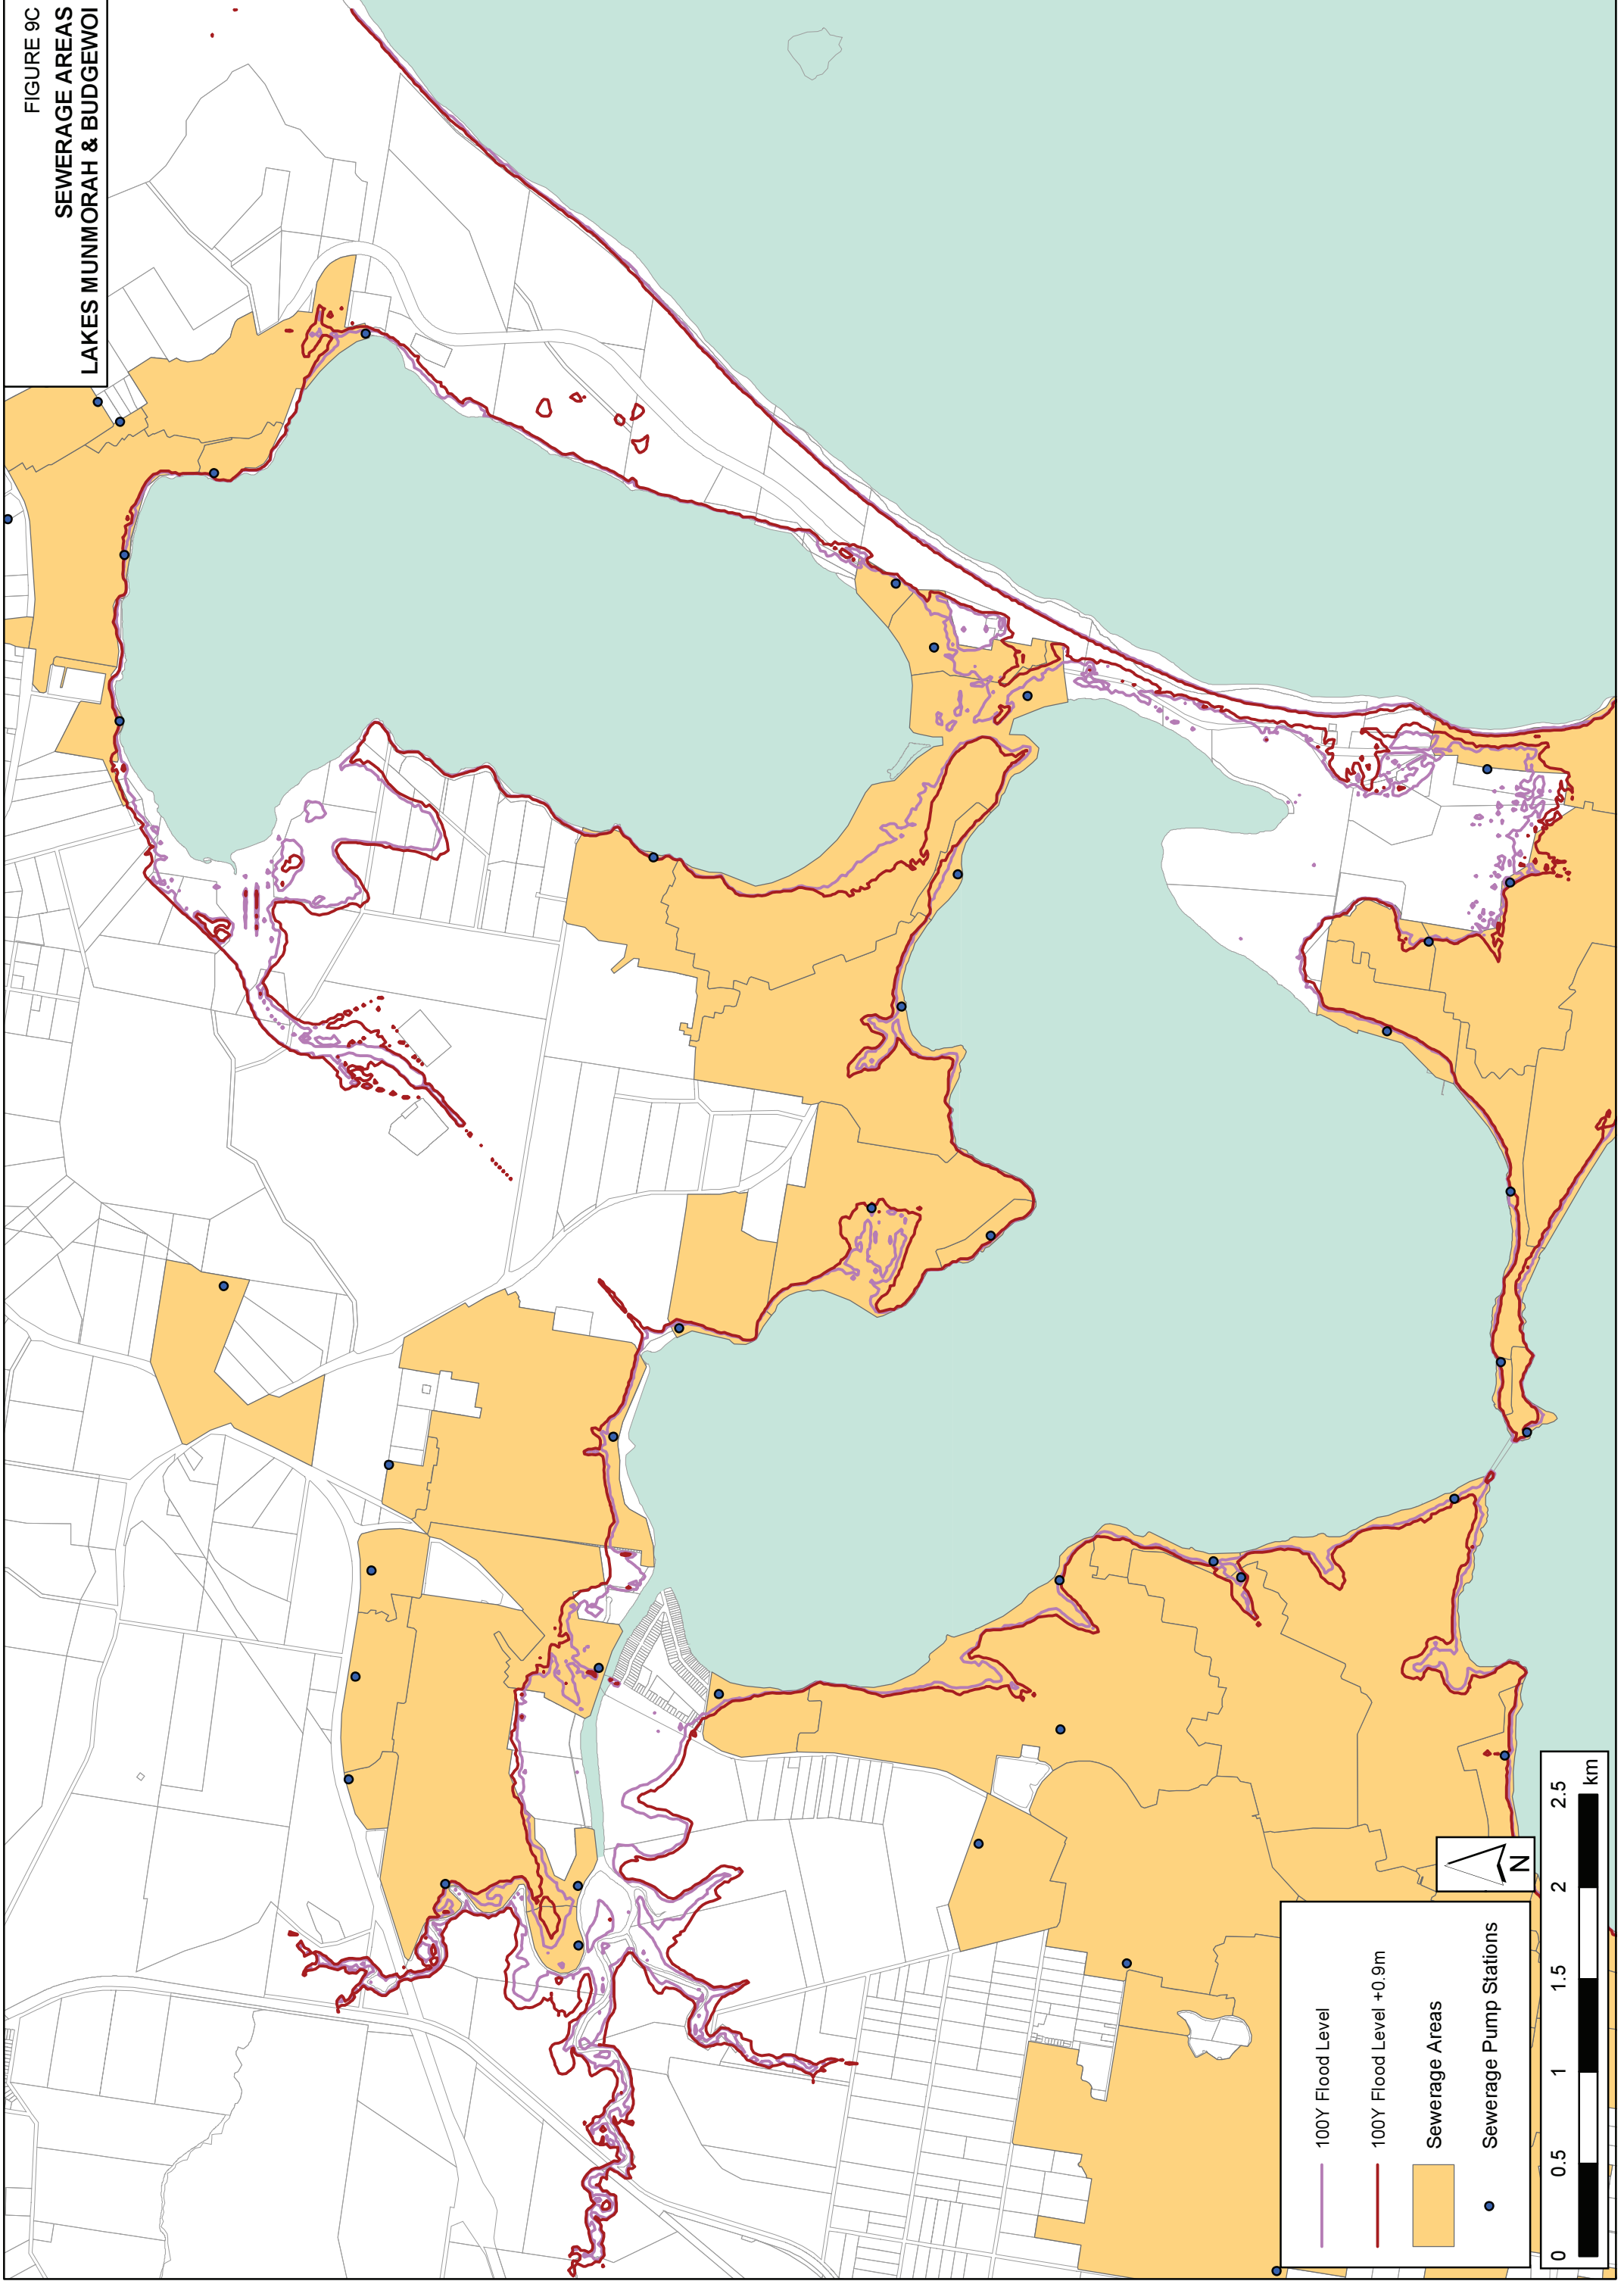 FIGURE 9C
SEWERAGE AREAS
LAKES MUNMORAH & BUDGEWOI
100Y Flood Level
100Y Flood Level +0.9m
Sewerage Areas
Sewerage Pump Stations
N
0 0.5 1 1.5 2 2.5
km